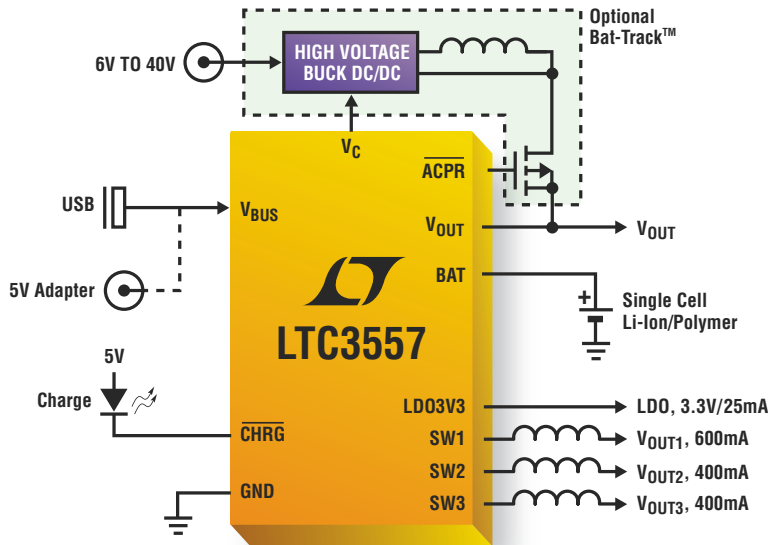 Optional
Bat-Track™
6V TO 40V
HIGH VOLTAGE
BUCK DC/DC
VC
ACPR
USB
VBUS
VOUT
VOUT
BAT
5V Adapter
+
Single Cell
Li-Ion/Polymer
LTC3557
5V
Charge
CHRG
LDO3V3
LDO, 3.3V/25mA
SW1
VOUT1, 600mA
SW2
VOUT2, 400mA
GND
SW3
VOUT3, 400mA